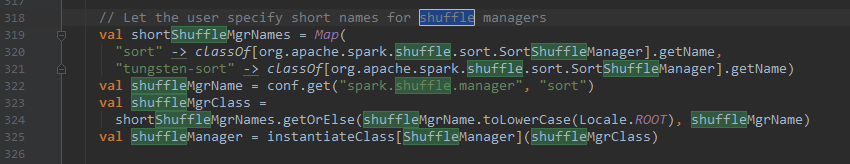 317
318 // Let the user specify short names for shuffle managers
319 val shortShuffleMgrNames = Map(
320 "sort" -> classOf[org.apache.spark.shuffle.sort.SortShuffleManager].getName,
321 "tungsten-sort" -> classOf[org.apache.spark.shuffle.sort.SortShuffleManager].getName)
322 val shuffleMgrName = conf.get("spark.shuffle.manager", "sort")
323 val shuffleMgrClass =
324 shortShuffleMgrNames.getOrElse(shuffleMgrName.toLowerCase(Locale.ROOT), shuffleMgrName)
325 val shuffleManager = instantiateClass[ShuffleManager](shuffleMgrClass)
326